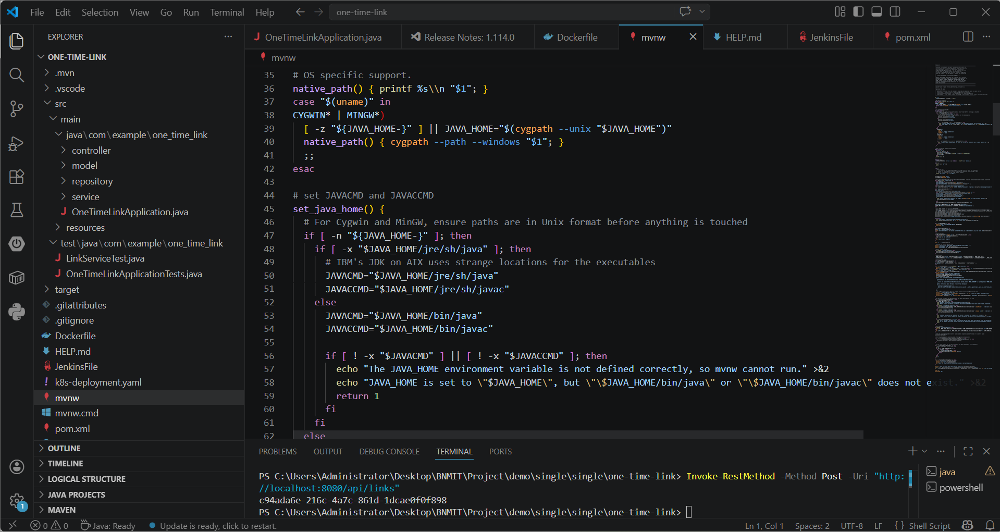 File Edit Selection View Go Run Terminal Help
one-time-link
EXPLORER
ONE-TIME-LINK
.mvn
.vscode
src
main
java\com\example\one_time_link
controller
model
repository
service
OneTimeLinkApplication.java
resources
test\java\com\example\one_time_link
LinkServiceTest.java
OneTimeLinkApplicationTests.java
target
.gitattributes
.gitignore
Dockerfile
HELP.md
JenkinsFile
k8s-deployment.yaml
mvnw
mvnw.cmd
pom.xml
OUTLINE
TIMELINE
LOGICAL STRUCTURE
JAVA PROJECTS
MAVEN
OneTimeLinkApplication.java Release Notes: 1.114.0 Dockerfile mvnw HELP.md JenkinsFile pom.xml
mvnw
35 # OS specific support.
36 native_path() { printf %s\\n "$1"; }
37 case "$(uname)" in
38 CYGWIN* | MINGW*)
39 [ -z "${JAVA_HOME-}" ] || JAVA_HOME="$(cygpath --unix "$JAVA_HOME")"
40 native_path() { cygpath --path --windows "$1"; }
41 ;;
42 esac
43
44 # set JAVACMD and JAVACCMD
45 set_java_home() {
46 # For Cygwin and MinGW, ensure paths are in Unix format before anything is touched
47 if [ -n "${JAVA_HOME-}" ]; then
48 if [ -x "$JAVA_HOME/jre/sh/java" ]; then
49 # IBM's JDK on AIX uses strange locations for the executables
50 JAVACMD="$JAVA_HOME/jre/sh/java"
51 JAVACCMD="$JAVA_HOME/jre/sh/javac"
52 else
53 JAVACMD="$JAVA_HOME/bin/java"
54 JAVACCMD="$JAVA_HOME/bin/javac"
55
56 if [ ! -x "$JAVACMD" ] || [ ! -x "$JAVACCMD" ]; then
57 echo "The JAVA_HOME environment variable is not defined correctly, so mvnw cannot run." >&2
58 echo "JAVA_HOME is set to \"$JAVA_HOME\", but \"\$JAVA_HOME/bin/java\" or \"\$JAVA_HOME/bin/javac\" does not exist." >&2
59 return 1
60 fi
61 fi
62 else
PROBLEMS OUTPUT DEBUG CONSOLE TERMINAL PORTS
PS C:\Users\Administrator\Desktop\BNMIT\Project\demo\single\single\one-time-link> Invoke-RestMethod -Method Post -Uri "http:
//localhost:8080/api/links"
c94ada6e-216c-4a7c-861d-1dcae0f0f898
PS C:\Users\Administrator\Desktop\BNMIT\Project\demo\single\single\one-time-link>
java
powershell
1
0 0 Java: Ready Update is ready, click to restart. Ln 1, Col 1 Spaces: 2 UTF-8 LF { } Shell Script